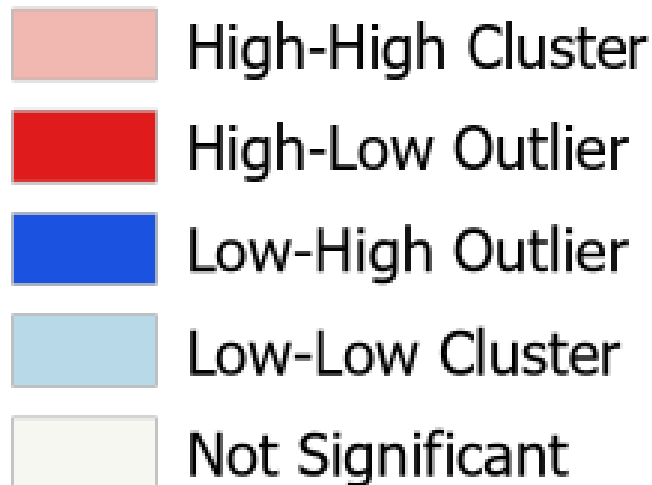 High-High Cluster
High-Low Outlier
Low-High Outlier
Low-Low Cluster
Not Significant